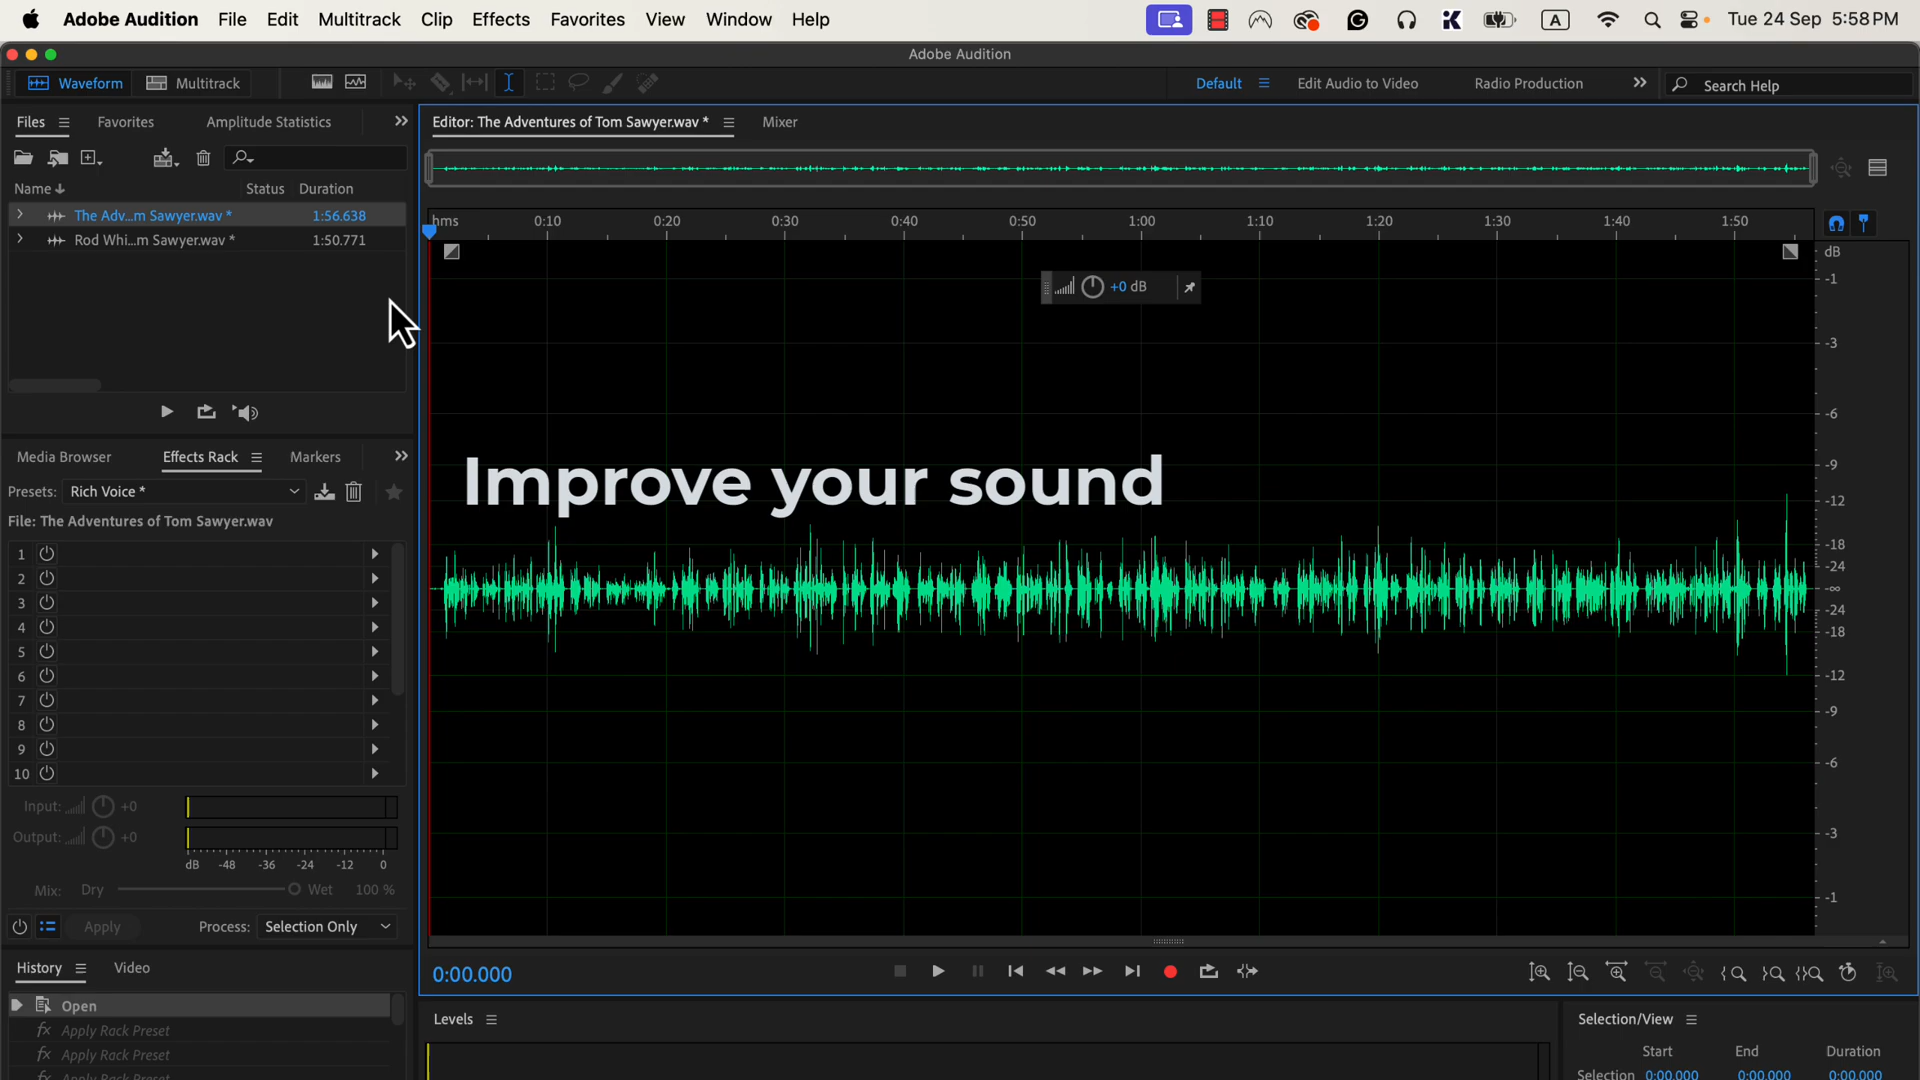 Adobe Audition File Edit Multitrack Clip Effects Favorites View Window Help A Tue 24 Sep 5:58 PM
Adobe Audition
Waveform Multitrack Default Edit Audio to Video Radio Production Search Help
Files Favorites Amplitude Statistics Editor: The Adventures of Tom Sawyer.wav * Mixer
Name Status Duration
The Adv...m Sawyer.wav * 1:56.638
Rod Whi...m Sawyer.wav * 1:50.771
hms 0:10 0:20 0:30 0:40 0:50 1:00 1:10 1:20 1:30 1:40 1:50
dB
-1
-3
-6
-9
-12
-18
-24
-∞
-24
-18
-12
-9
-6
-3
-1
+0 dB
Improve your sound
Media Browser Effects Rack Markers
Presets: Rich Voice *
File: The Adventures of Tom Sawyer.wav
1
2
3
4
5
6
7
8
9
10
Input: +0
Output: +0
dB -48 -36 -24 -12 0
Mix: Dry Wet 100 %
Apply Process: Selection Only
History Video
Open
fx Apply Rack Preset
fx Apply Rack Preset
fx Apply Rack Preset
0:00.000
Levels
Selection/View
Start End Duration
Selection 0:00.000 0:00.000 0:00.000